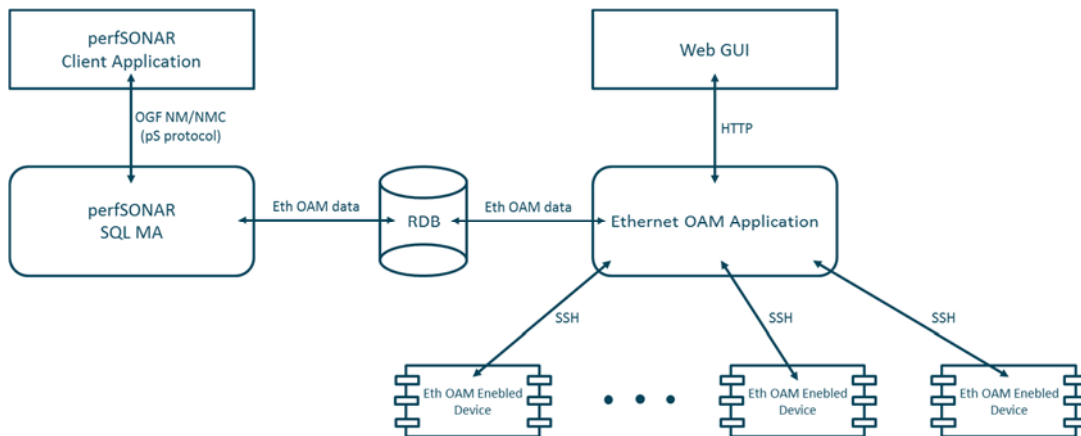 perfSONAR
Client Application
Web GUI
OGF NM/NMC
(pS protocol)
HTTP
perfSONAR
SQL MA
Eth OAM data
RDB
Eth OAM data
Ethernet OAM Application
SSH
SSH
SSH
Eth OAM Enebled
Device
Eth OAM Enebled
Device
Eth OAM Enebled
Device